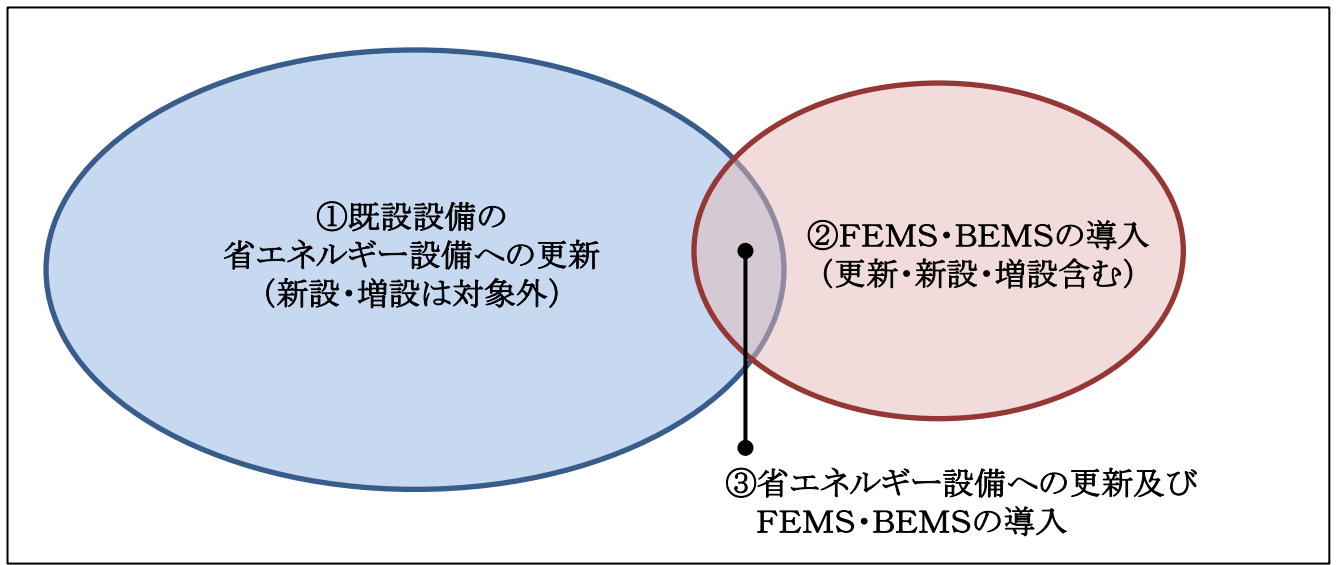 ①既設設備の
省エネルギー設備への更新
（新設・増設は対象外）
②FEMS・BEMSの導入
（更新・新設・増設含む）
③省エネルギー設備への更新及び
FEMS・BEMSの導入